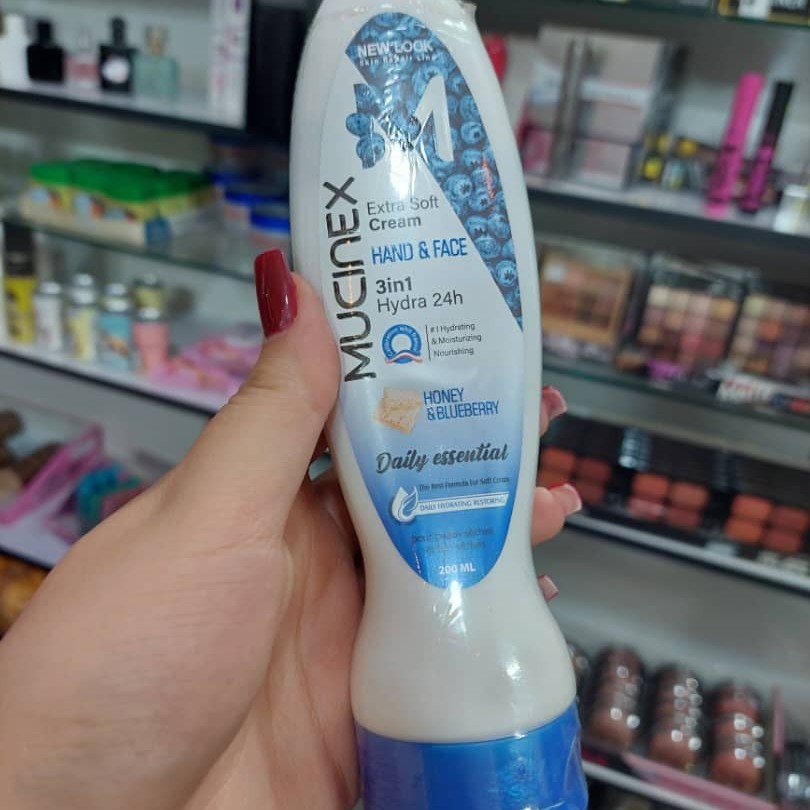 NEW LOOK
Skin Repair Line
M
MUCINEX
Extra Soft
Cream
HAND & FACE
3in1
Hydra 24h
#1 Hydrating
& Moisturizing
Nourishing
HONEY
& BLUEBERRY
Daily essential
The Best Formula For Soft Cream
DAILY HYDRATING RESTORING
200 ML